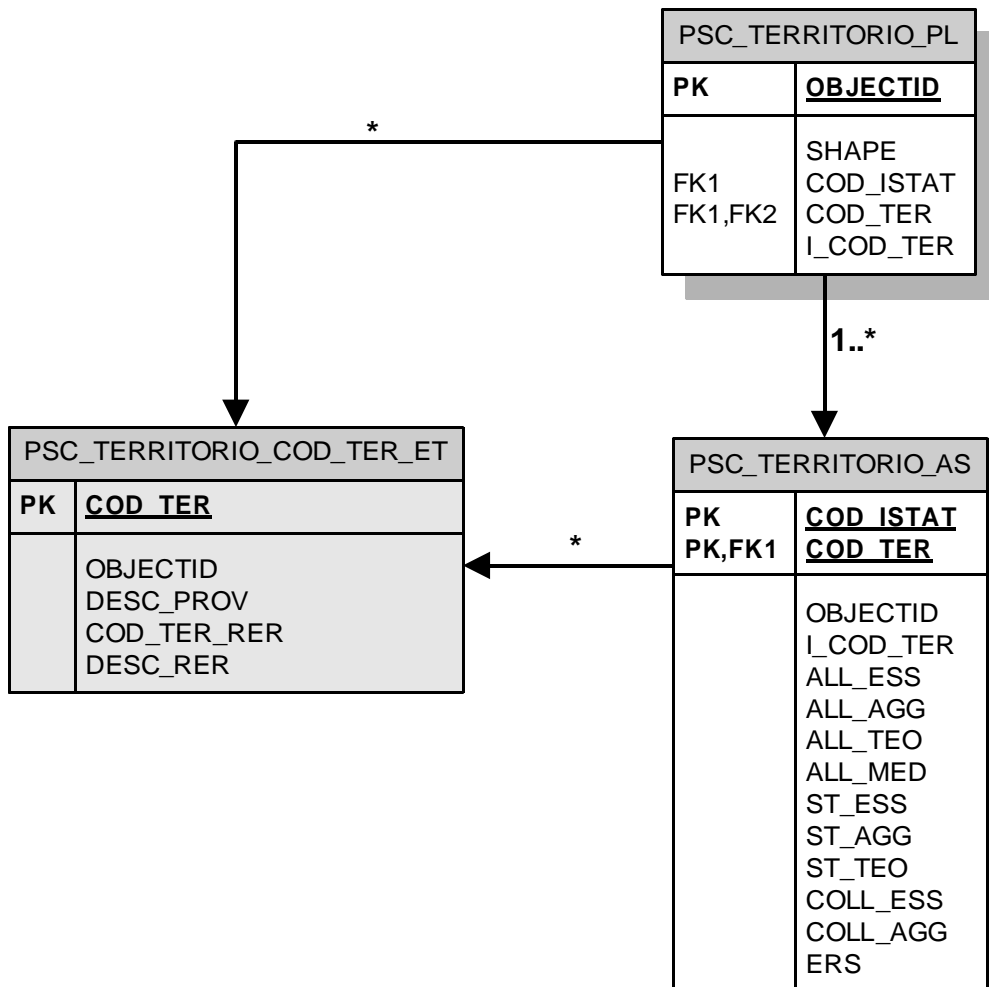 PSC_TERRITORIO_PL
PK OBJECTID
SHAPE
FK1 COD_ISTAT
FK1,FK2 COD_TER
I_COD_TER
*
1..*
PSC_TERRITORIO_COD_TER_ET
PK COD_TER
OBJECTID
DESC_PROV
COD_TER_RER
DESC_RER
*
PSC_TERRITORIO_AS
PK COD_ISTAT
PK,FK1 COD_TER
OBJECTID
I_COD_TER
ALL_ESS
ALL_AGG
ALL_TEO
ALL_MED
ST_ESS
ST_AGG
ST_TEO
COLL_ESS
COLL_AGG
ERS